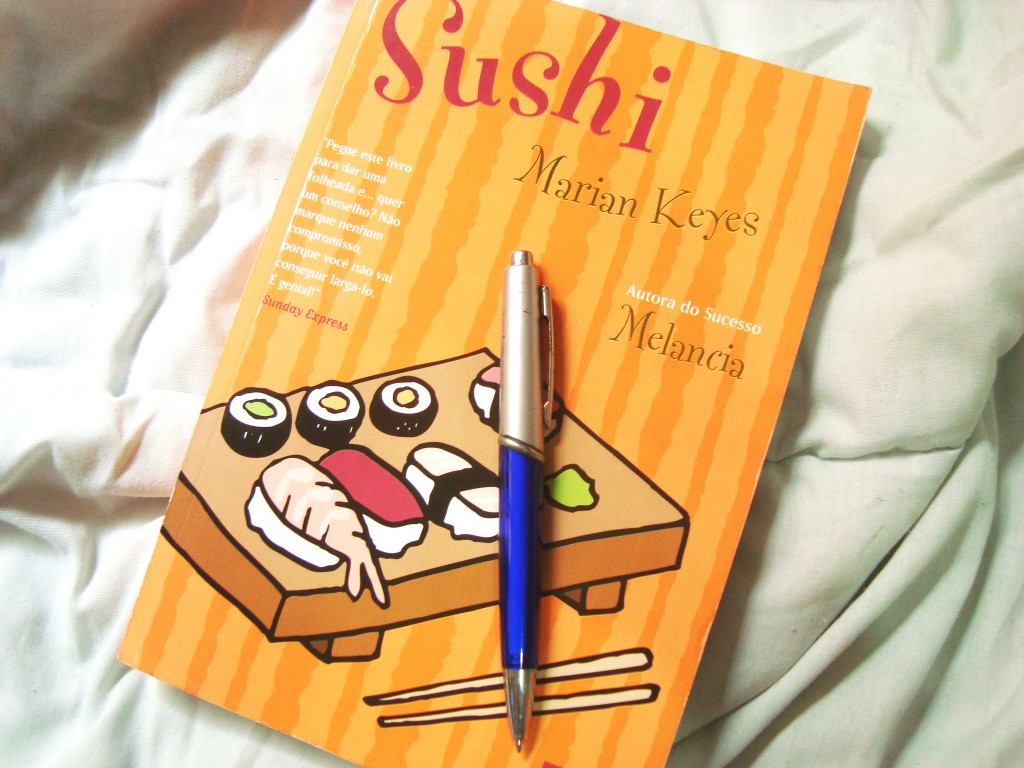 Sushi
Marian Keyes
"Pegue este livro
para dar uma
folheada e... quer
um conselho? Não
marque nenhum
compromisso,
porque você não vai
conseguir largá-lo.
É genial!"
Sunday Express
Autora do Sucesso
Melancia